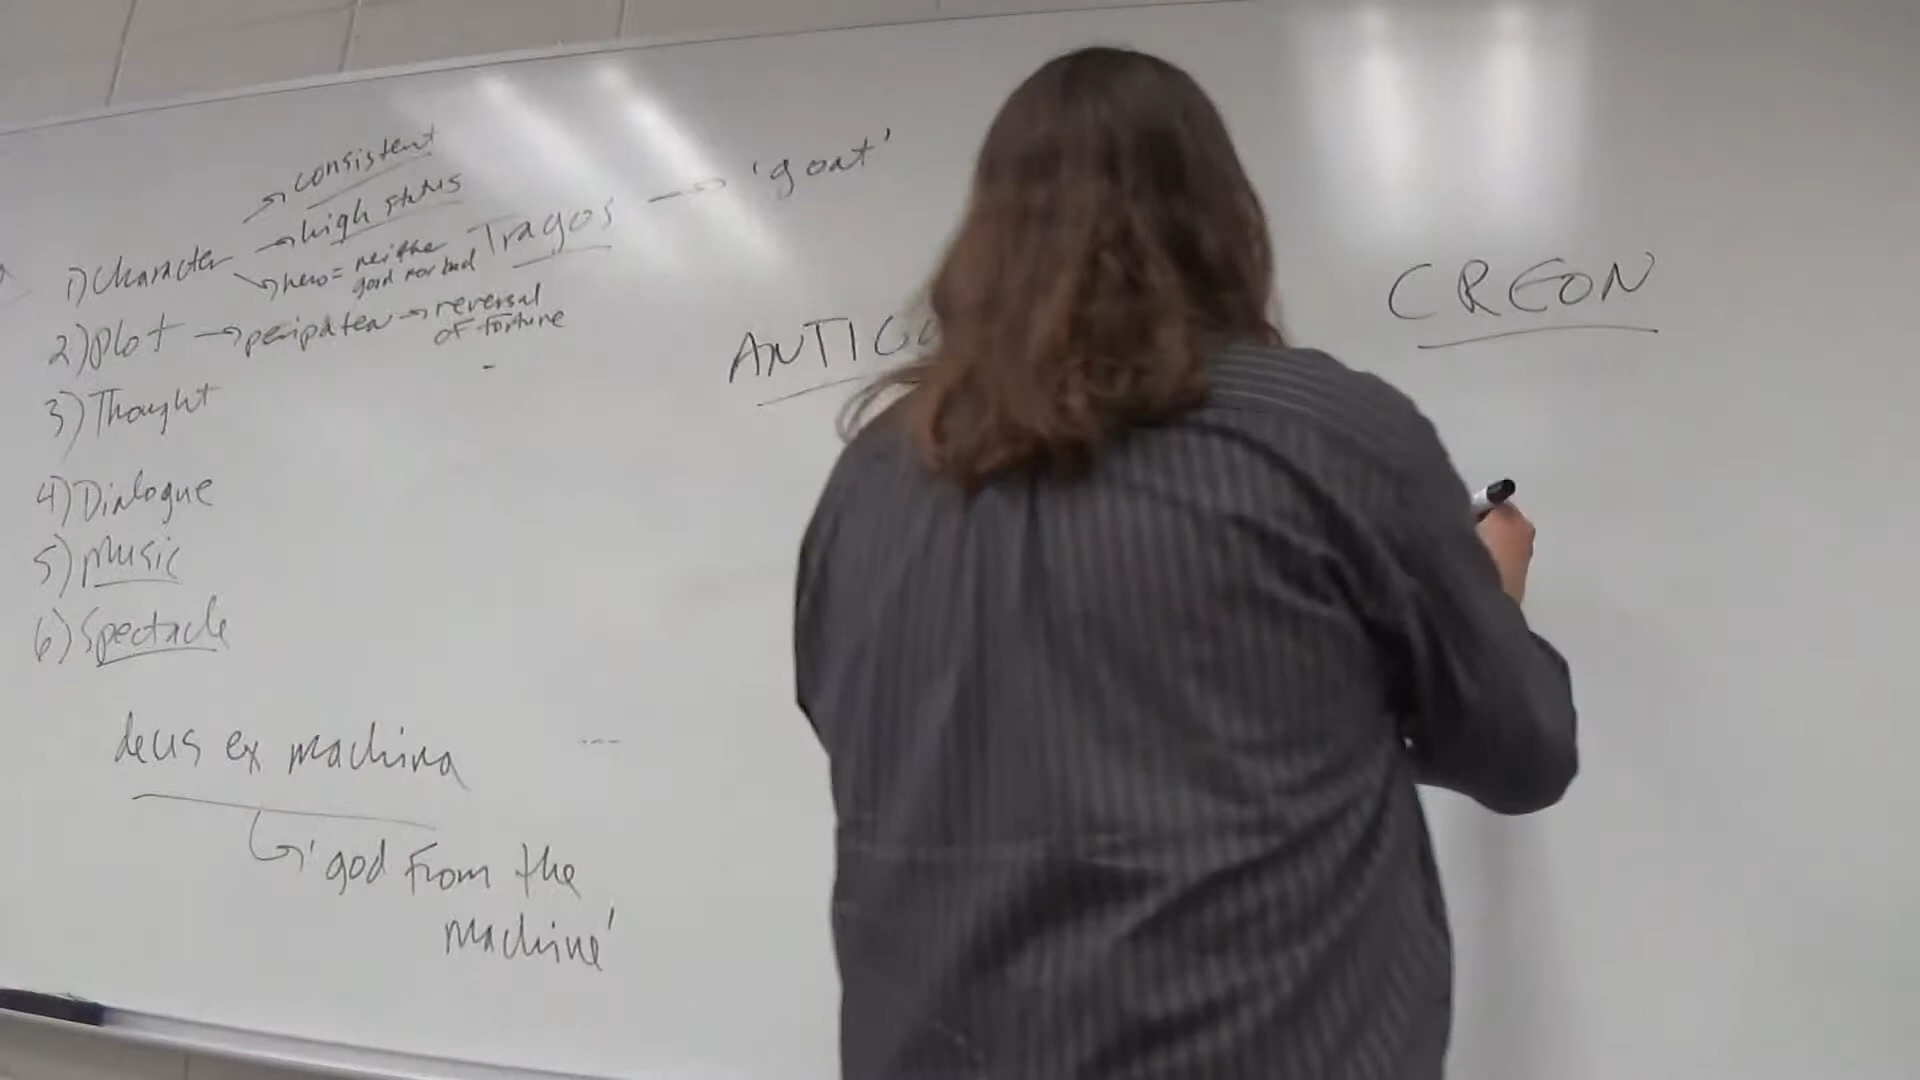 → consistent
1) Character → high status
→ hero = neither
good nor bad
Tragos → 'goat'
2) plot → peripatea → reversal
of fortune
3) Thought
4) Dialogue
5) Music
6) Spectacle
ANTIGO
CREON
deus ex machina
↳ 'god from the
machine'